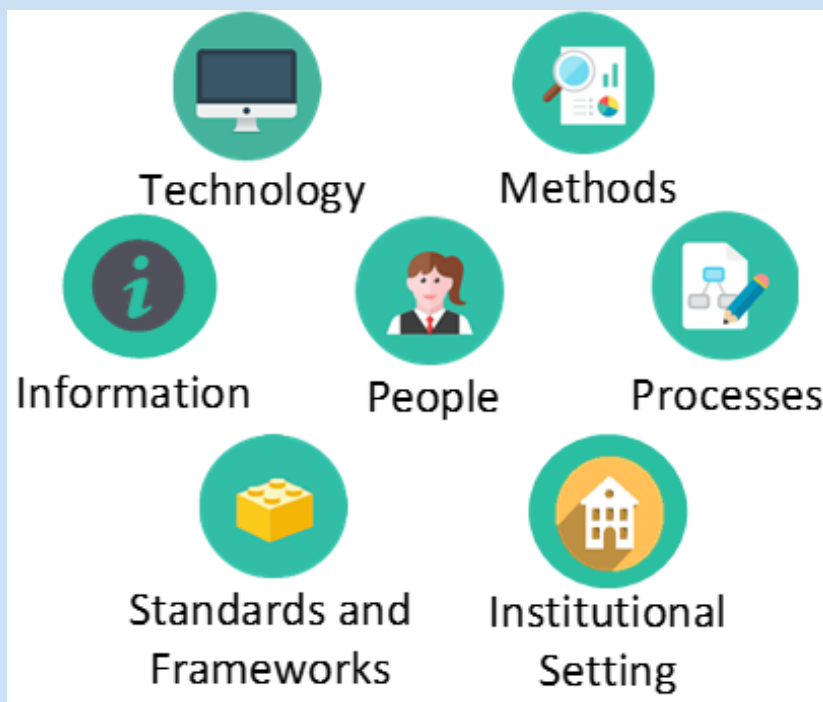 Technology
Methods
Information
People
Processes
Standards and
Frameworks
Institutional
Setting